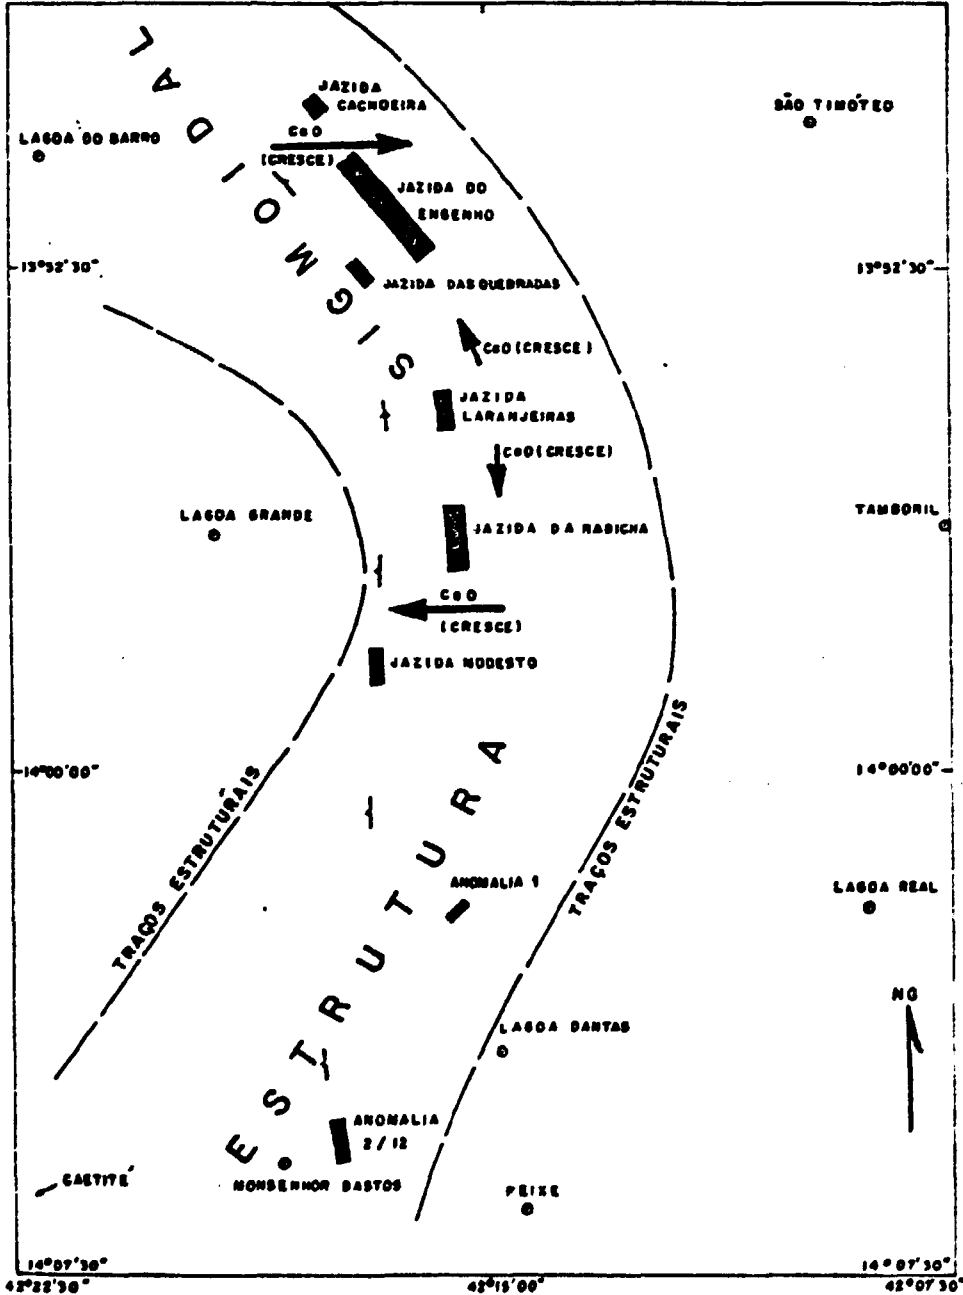 JAZIDA
CACHOEIRA
SÃO TIMÓTEO
LAGOA DO BARRO
CaO
(CRESCE)
JAZIDA DO
ENGENHO
13°52'30"
13°52'30"
JAZIDA DAS QUEBRADAS
CaO (CRESCE)
JAZIDA
LARANJEIRAS
CaO (CRESCE)
LAGOA GRANDE
JAZIDA DA RABICHA
TAMBORIL
CaO
(CRESCE)
JAZIDA MODESTO
ESTRUTURA SIGMOIDAL
14°00'00"
14°00'00"
TRAÇOS ESTRUTURAIS
TRAÇOS ESTRUTURAIS
ANOMALIA 1
LAGOA REAL
NG
LAGOA DANTAS
ANOMALIA
2/12
CAETITÉ
MONSENHOR BASTOS
PEIXE
14°07'30"
14°07'30"
42°22'30"
42°15'00"
42°07'30"